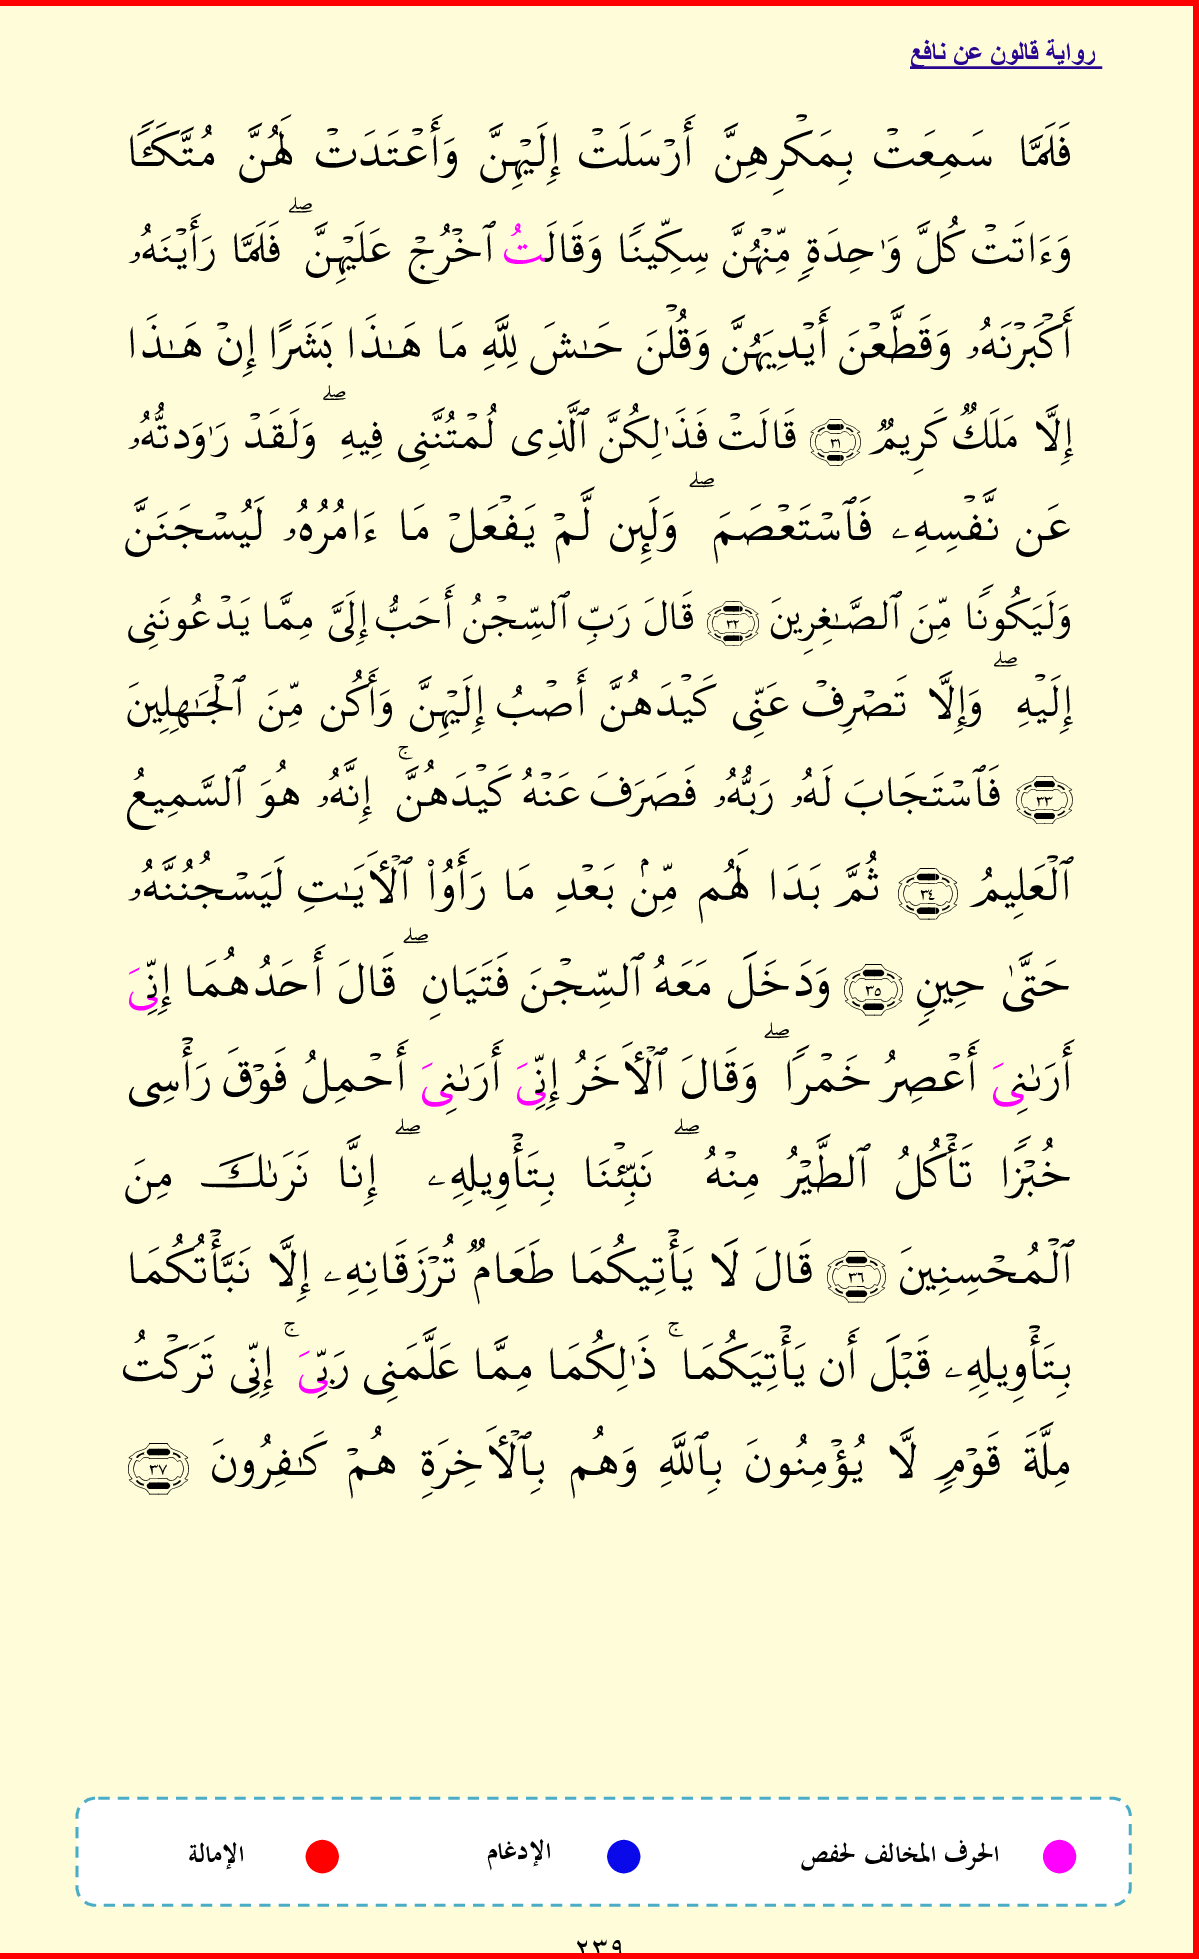 رواية قالون عن نافع
فَلَمَّا سَمِعَتۡ بِمَكۡرِهِنَّ أَرۡسَلَتۡ إِلَيۡهِنَّ وَأَعۡتَدَتۡ لَهُنَّ مُتَّكَـٔٗا
وَءَاتَتۡ كُلَّ وَٰحِدَةٖ مِّنۡهُنَّ سِكِّينٗا وَقَالَتُ ٱخۡرُجۡ عَلَيۡهِنَّۖ فَلَمَّا رَأَيۡنَهُۥ
أَكۡبَرۡنَهُۥ وَقَطَّعۡنَ أَيۡدِيَهُنَّ وَقُلۡنَ حَٰشَ لِلَّهِ مَا هَٰذَا بَشَرًا إِنۡ هَٰذَا
إِلَّا مَلَكٞ كَرِيمٞ ٣١ قَالَتۡ فَذَٰلِكُنَّ ٱلَّذِي لُمۡتُنَّنِي فِيهِۖ وَلَقَدۡ رَٰوَدتُّهُۥ
عَن نَّفۡسِهِۦ فَٱسۡتَعۡصَمَۖ وَلَئِن لَّمۡ يَفۡعَلۡ مَا ءَامُرُهُۥ لَيُسۡجَنَنَّ
وَلَيَكُونٗا مِّنَ ٱلصَّٰغِرِينَ ٣٢ قَالَ رَبِّ ٱلسِّجۡنُ أَحَبُّ إِلَيَّ مِمَّا يَدۡعُونَنِي
إِلَيۡهِۖ وَإِلَّا تَصۡرِفۡ عَنِّي كَيۡدَهُنَّ أَصۡبُ إِلَيۡهِنَّ وَأَكُن مِّنَ ٱلۡجَٰهِلِينَ
٣٣ فَٱسۡتَجَابَ لَهُۥ رَبُّهُۥ فَصَرَفَ عَنۡهُ كَيۡدَهُنَّۚ إِنَّهُۥ هُوَ ٱلسَّمِيعُ
ٱلۡعَلِيمُ ٣٤ ثُمَّ بَدَا لَهُم مِّنۢ بَعۡدِ مَا رَأَوُاْ ٱلۡأٓيَٰتِ لَيَسۡجُنُنَّهُۥ
حَتَّىٰ حِينٖ ٣٥ وَدَخَلَ مَعَهُ ٱلسِّجۡنَ فَتَيَانِۖ قَالَ أَحَدُهُمَا إِنِّيَ
أَرَىٰنِيَ أَعۡصِرُ خَمۡرٗاۖ وَقَالَ ٱلۡأٓخَرُ إِنِّيَ أَرَىٰنِيَ أَحۡمِلُ فَوۡقَ رَأۡسِي
خُبۡزٗا تَأۡكُلُ ٱلطَّيۡرُ مِنۡهُۖ نَبِّئۡنَا بِتَأۡوِيلِهِۦۖ إِنَّا نَرَىٰكَ مِنَ
ٱلۡمُحۡسِنِينَ ٣٦ قَالَ لَا يَأۡتِيكُمَا طَعَامٞ تُرۡزَقَانِهِۦ إِلَّا نَبَّأۡتُكُمَا
بِتَأۡوِيلِهِۦ قَبۡلَ أَن يَأۡتِيَكُمَاۚ ذَٰلِكُمَا مِمَّا عَلَّمَنِي رَبِّيَۚ إِنِّي تَرَكۡتُ
مِلَّةَ قَوۡمٖ لَّا يُؤۡمِنُونَ بِٱللَّهِ وَهُم بِٱلۡأٓخِرَةِ هُمۡ كَٰفِرُونَ ٣٧
الحرف المخالف لحفص الإدغام الإمالة
٢٣٩